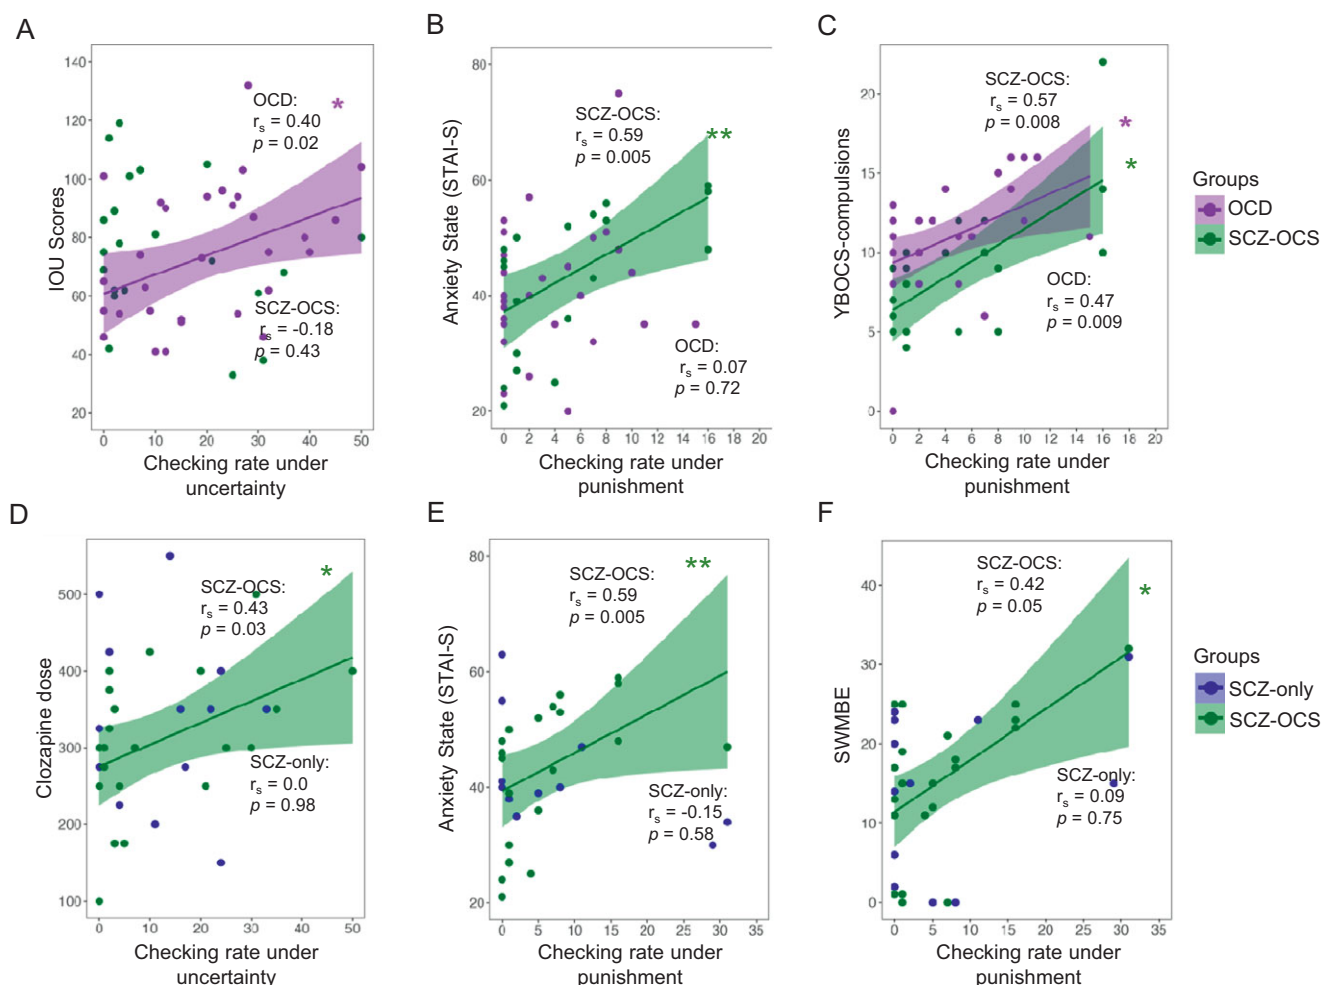 A
140
120
100
80
60
40
20
IOU Scores
OCD:
rs = 0.40
p = 0.02
*
SCZ-OCS:
rs = -0.18
p = 0.43
0 10 20 30 40 50
Checking rate under
uncertainty
B
80
60
40
20
Anxiety State (STAI-S)
SCZ-OCS:
rs = 0.59
p = 0.005
**
OCD:
rs = 0.07
p = 0.72
0 2 4 6 8 10 12 14 16 18 20
Checking rate under
punishment
C
20
15
10
5
0
YBOCS-compulsions
SCZ-OCS:
rs = 0.57
p = 0.008
*
*
OCD:
rs = 0.47
p = 0.009
0 2 4 6 8 10 12 14 16 18 20
Checking rate under
punishment
Groups
OCD
SCZ-OCS
D
500
400
300
200
100
Clozapine dose
SCZ-OCS:
rs = 0.43
p = 0.03
*
SCZ-only:
rs = 0.0
p = 0.98
0 10 20 30 40 50
Checking rate under
uncertainty
E
80
60
40
20
Anxiety State (STAI-S)
SCZ-OCS:
rs = 0.59
p = 0.005
**
SCZ-only:
rs = -0.15
p = 0.58
0 5 10 15 20 25 30 35
Checking rate under
punishment
F
40
30
20
10
0
SWMBE
SCZ-OCS:
rs = 0.42
p = 0.05
*
SCZ-only:
rs = 0.09
p = 0.75
0 5 10 15 20 25 30 35
Checking rate under
punishment
Groups
SCZ-only
SCZ-OCS